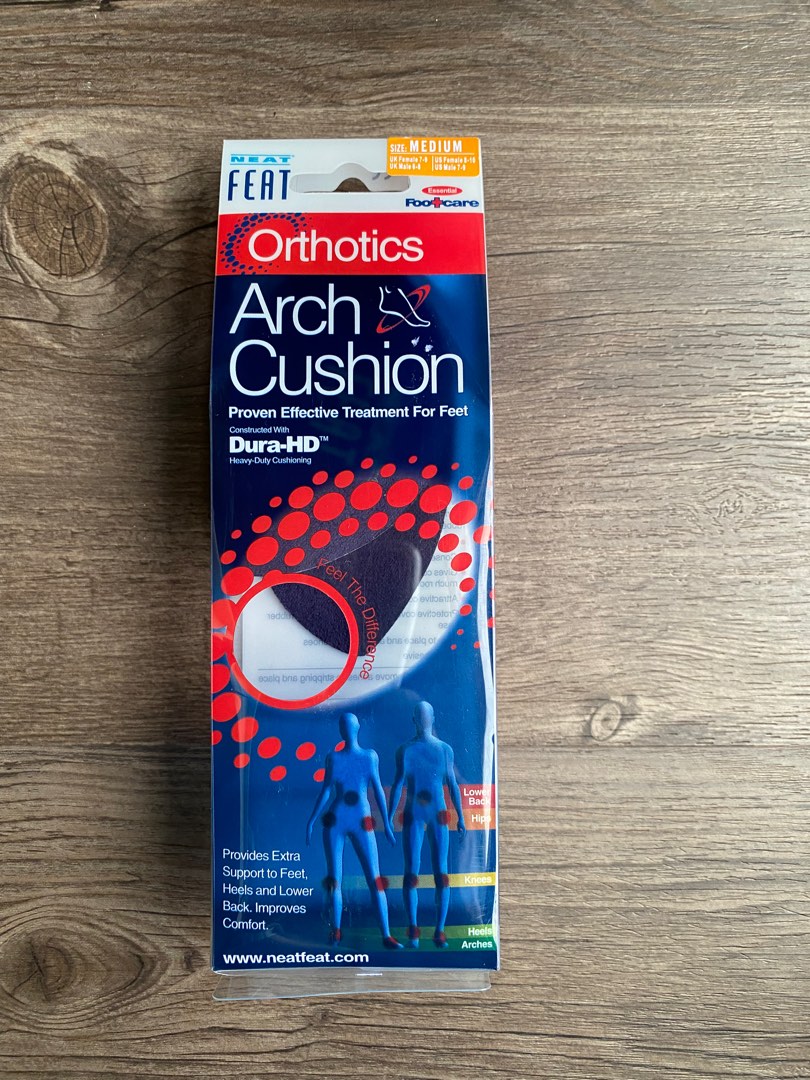 NEAT
FEAT
SIZE: MEDIUM
UK Female 7-9 | US Female 8-10
UK Male 6-8 | US Male 7-9
Essential
Footcare
Orthotics
Arch
Cushion
Proven Effective Treatment For Feet
Constructed With
Dura-HD™
Heavy-Duty Cushioning
Feel The Difference
Lower
Back
Hips
Knees
Heels
Arches
Provides Extra
Support to Feet,
Heels and Lower
Back. Improves
Comfort.
www.neatfeat.com